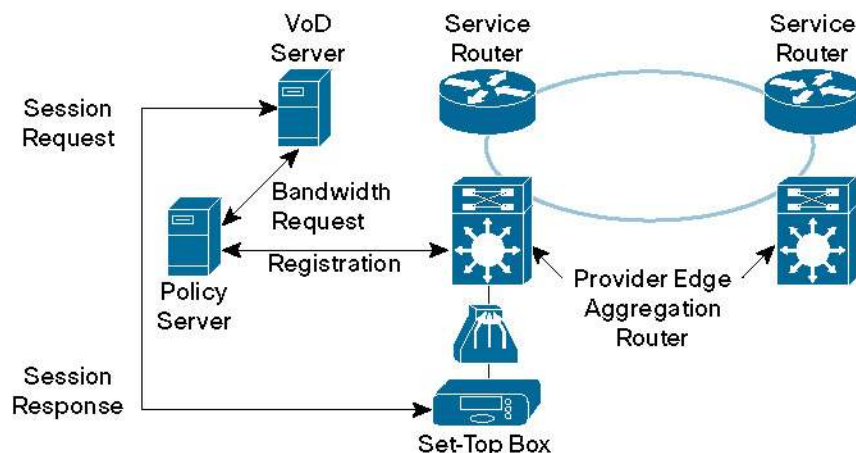 VoD
Server
Service
Router
Service
Router
Session
Request
Bandwidth
Request
Registration
Policy
Server
Provider Edge
Aggregation
Router
Session
Response
Set-Top Box